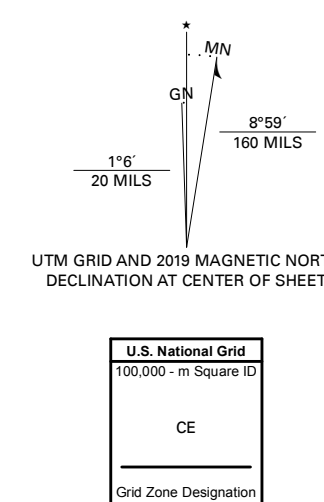 ★
MN
GN
8°59´
160 MILS
1°6´
20 MILS
UTM GRID AND 2019 MAGNETIC NORT
DECLINATION AT CENTER OF SHEET
U.S. National Grid
100,000 - m Square ID
CE
Grid Zone Designation